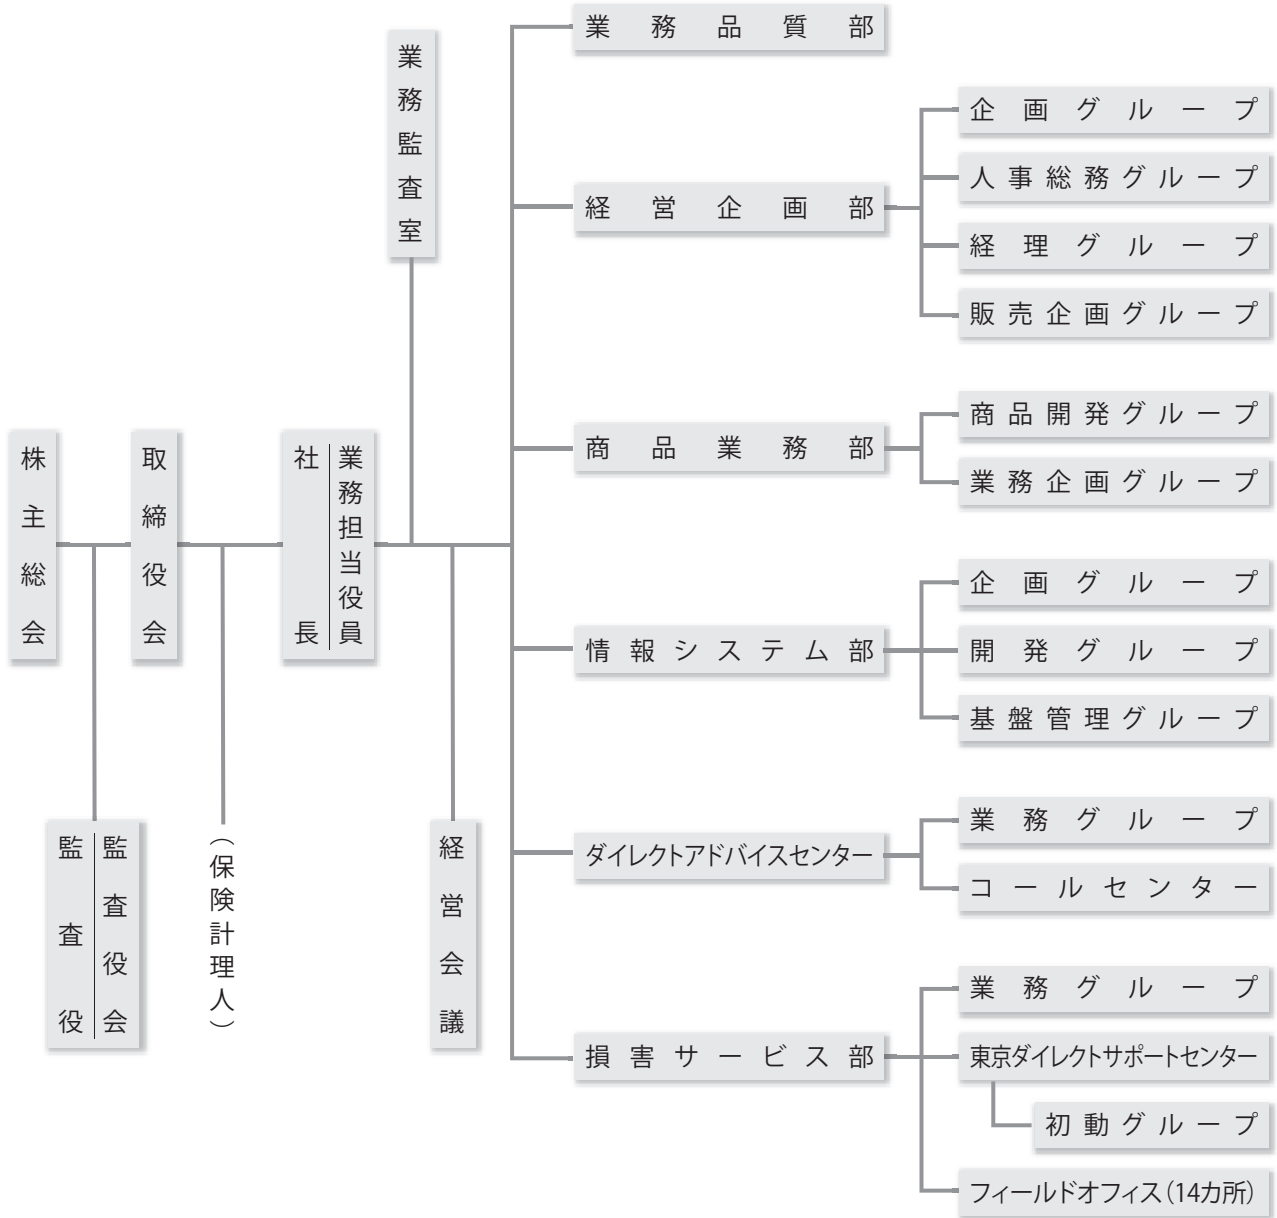 株主総会
監査役
監査役会
取締役会
（保険計理人）
社長
業務担当役員
業務監査室
経営会議
業務品質部
経営企画部
企画グループ
人事総務グループ
経理グループ
販売企画グループ
商品業務部
商品開発グループ
業務企画グループ
情報システム部
企画グループ
開発グループ
基盤管理グループ
ダイレクトアドバイスセンター
業務グループ
コールセンター
損害サービス部
業務グループ
東京ダイレクトサポートセンター
初動グループ
フィールドオフィス（14カ所）